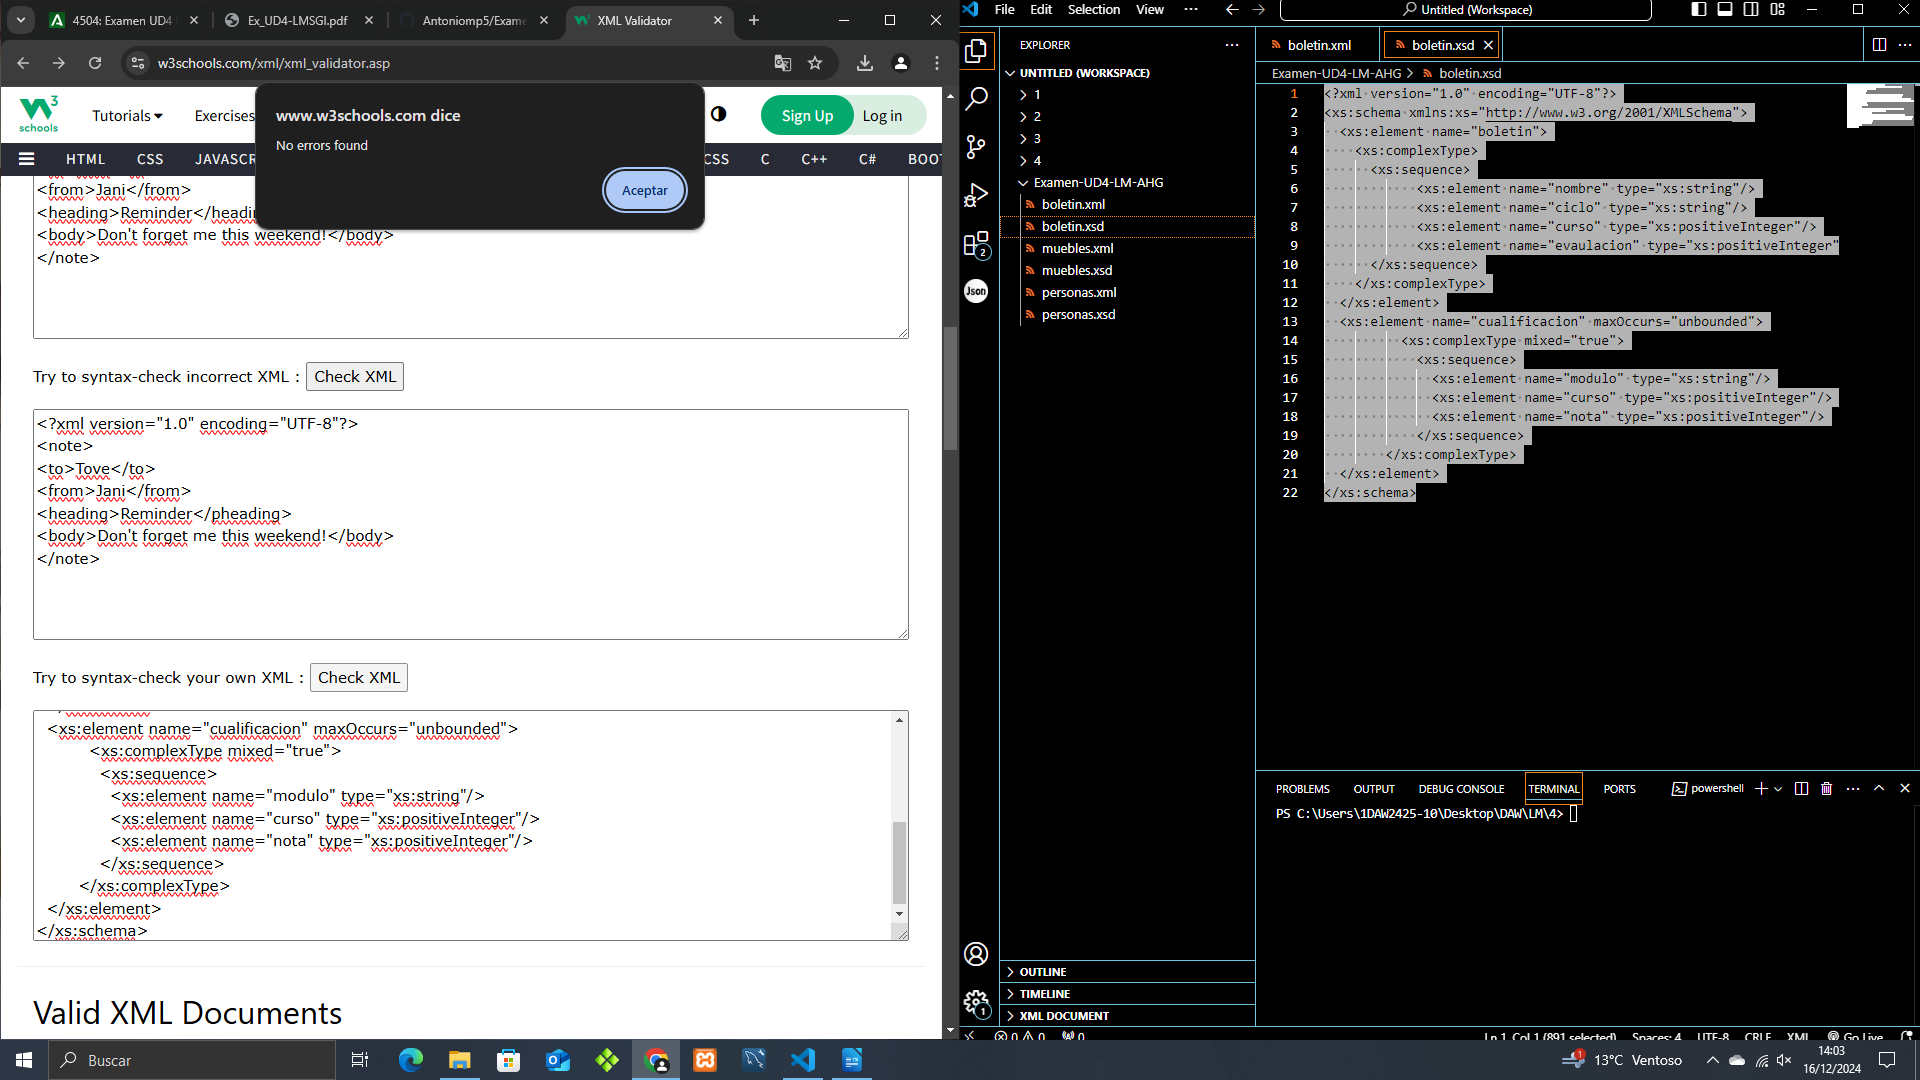 4504: Examen UD4
Ex_UD4-LMSGI.pdf
Antoniomp5/Exame
XML Validator
w3schools.com/xml/xml_validator.asp
schools
Tutorials
Exercises
Sign Up
Log in
www.w3schools.com dice
No errors found
Aceptar
HTML
CSS
JAVASCR
CSS
C
C++
C#
BOOT
<from>Jani</from>
<heading>Reminder</headin
<body>Don't forget me this weekend!</body>
</note>
Try to syntax-check incorrect XML :
Check XML
<?xml version="1.0" encoding="UTF-8"?>
<note>
<to>Tove</to>
<from>Jani</from>
<heading>Reminder</pheading>
<body>Don't forget me this weekend!</body>
</note>
Try to syntax-check your own XML :
Check XML
<xs:element name="cualificacion" maxOccurs="unbounded">
<xs:complexType mixed="true">
<xs:sequence>
<xs:element name="modulo" type="xs:string"/>
<xs:element name="curso" type="xs:positiveInteger"/>
<xs:element name="nota" type="xs:positiveInteger"/>
</xs:sequence>
</xs:complexType>
</xs:element>
</xs:schema>
Valid XML Documents
File Edit Selection View ···
Untitled (Workspace)
EXPLORER
UNTITLED (WORKSPACE)
1
2
3
4
Examen-UD4-LM-AHG
boletin.xml
boletin.xsd
muebles.xml
muebles.xsd
personas.xml
personas.xsd
Json
2
1
OUTLINE
TIMELINE
XML DOCUMENT
boletin.xml
boletin.xsd
Examen-UD4-LM-AHG > boletin.xsd
1 <?xml version="1.0" encoding="UTF-8"?>
2 <xs:schema xmlns:xs="http://www.w3.org/2001/XMLSchema">
3 <xs:element name="boletin">
4 <xs:complexType>
5 <xs:sequence>
6 <xs:element name="nombre" type="xs:string"/>
7 <xs:element name="ciclo" type="xs:string"/>
8 <xs:element name="curso" type="xs:positiveInteger"/>
9 <xs:element name="evaulacion" type="xs:positiveInteger"
10 </xs:sequence>
11 </xs:complexType>
12 </xs:element>
13 <xs:element name="cualificacion" maxOccurs="unbounded">
14 <xs:complexType mixed="true">
15 <xs:sequence>
16 <xs:element name="modulo" type="xs:string"/>
17 <xs:element name="curso" type="xs:positiveInteger"/>
18 <xs:element name="nota" type="xs:positiveInteger"/>
19 </xs:sequence>
20 </xs:complexType>
21 </xs:element>
22 </xs:schema>
PROBLEMS OUTPUT DEBUG CONSOLE TERMINAL PORTS
powershell
PS C:\Users\1DAW2425-10\Desktop\DAW\LM\4>
0 0 0
Ln 1, Col 1 (891 selected) Spaces: 4 UTF-8 CRLF XML Go Live
Buscar
1
13°C Ventoso
14:03
16/12/2024